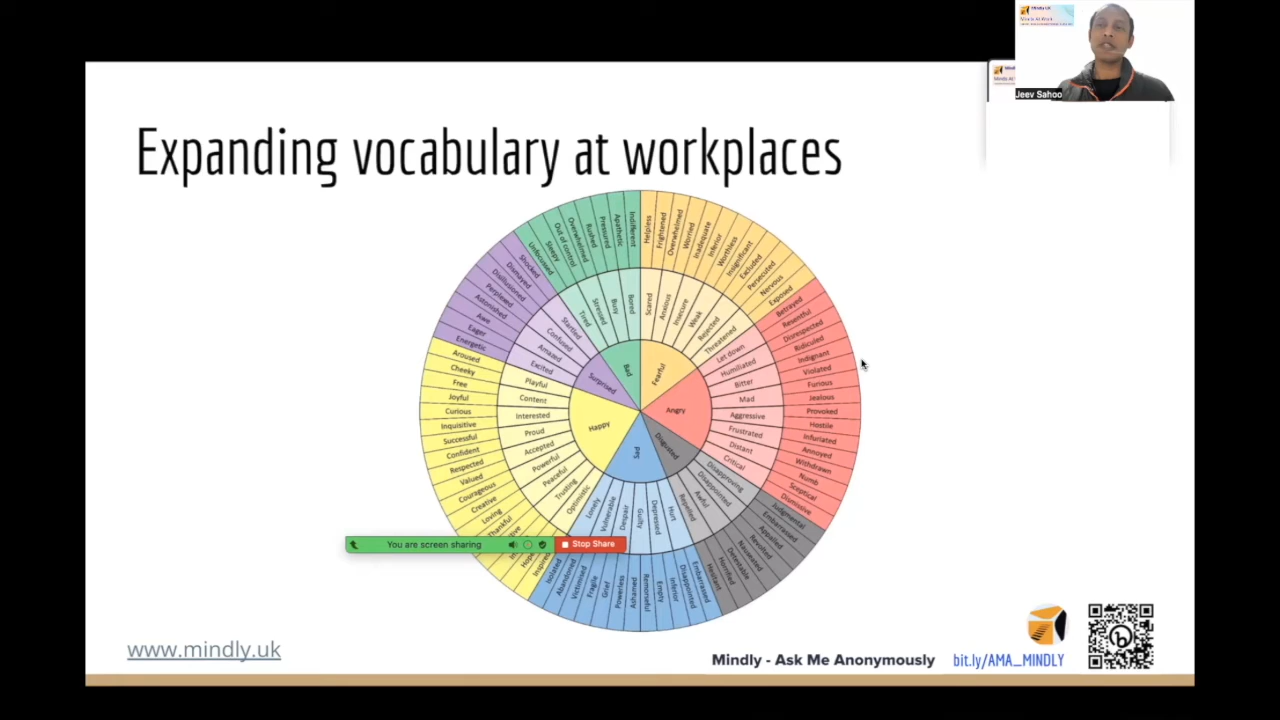 Jeev Sahoo
Expanding vocabulary at workplaces
Bad
Fearful
Angry
Disgusted
Sad
Happy
Surprised
Tired
Stressed
Busy
Bored
Scared
Anxious
Insecure
Weak
Rejected
Threatened
Let down
Humiliated
Bitter
Mad
Aggressive
Frustrated
Distant
Critical
Disapproving
Disappointed
Awful
Repelled
Hurt
Depressed
Guilty
Despair
Vulnerable
Lonely
Optimistic
Trusting
Peaceful
Powerful
Accepted
Proud
Interested
Content
Playful
Excited
Amazed
Confused
Startled
Unfocussed
Sleepy
Out of control
Overwhelmed
Rushed
Pressured
Apathetic
Indifferent
Helpless
Frightened
Overwhelmed
Worried
Inadequate
Inferior
Worthless
Insignificant
Excluded
Persecuted
Nervous
Exposed
Betrayed
Resentful
Disrespected
Ridiculed
Indignant
Violated
Furious
Jealous
Provoked
Hostile
Infuriated
Annoyed
Withdrawn
Numb
Sceptical
Dismissive
Judgmental
Embarrassed
Appalled
Revolted
Nauseated
Detestable
Horrified
Hesitant
Embarrassed
Disappointed
Inferior
Empty
Remorseful
Ashamed
Powerless
Grief
Fragile
Victimised
Abandoned
Isolated
Inspired
Thankful
Loving
Creative
Courageous
Valued
Respected
Confident
Successful
Inquisitive
Curious
Joyful
Free
Cheeky
Aroused
Energetic
Eager
Awe
Astonished
Perplexed
Disillusioned
Dismayed
Shocked
You are screen sharing
Stop Share
www.mindly.uk
Mindly - Ask Me Anonymously
bit.ly/AMA_MINDLY